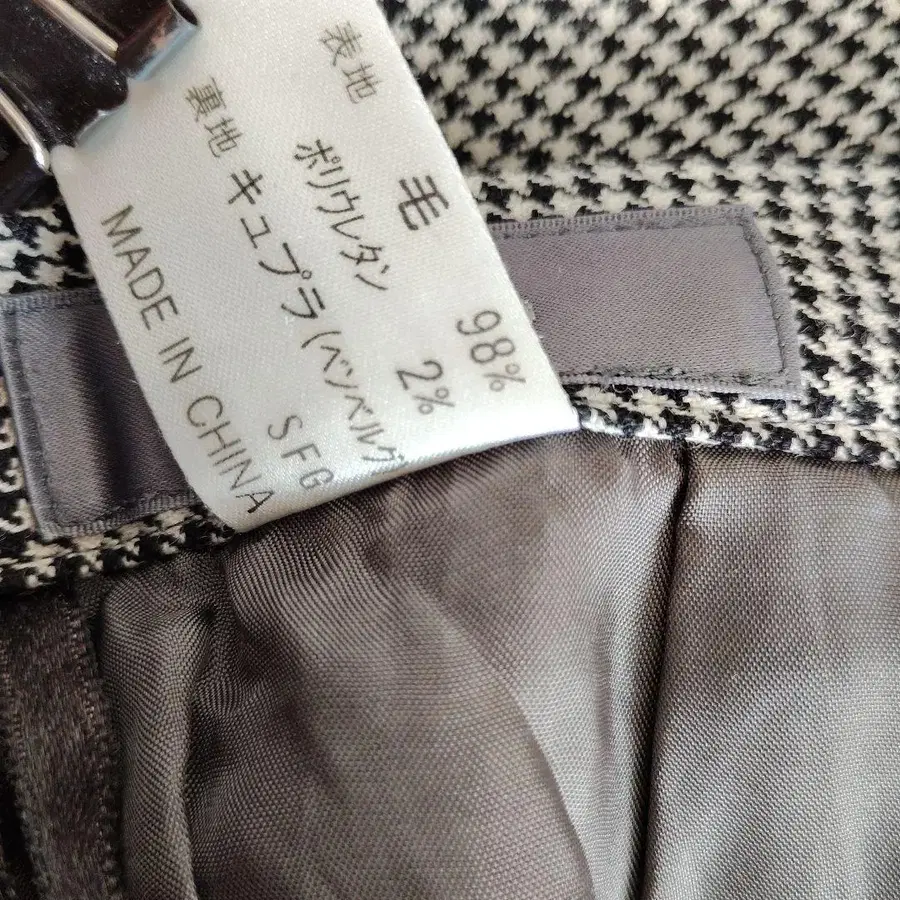 表地 毛 98%
ポリウレタン 2%
裏地 キュプラ(ベンベルグ
S F G
MADE IN CHINA